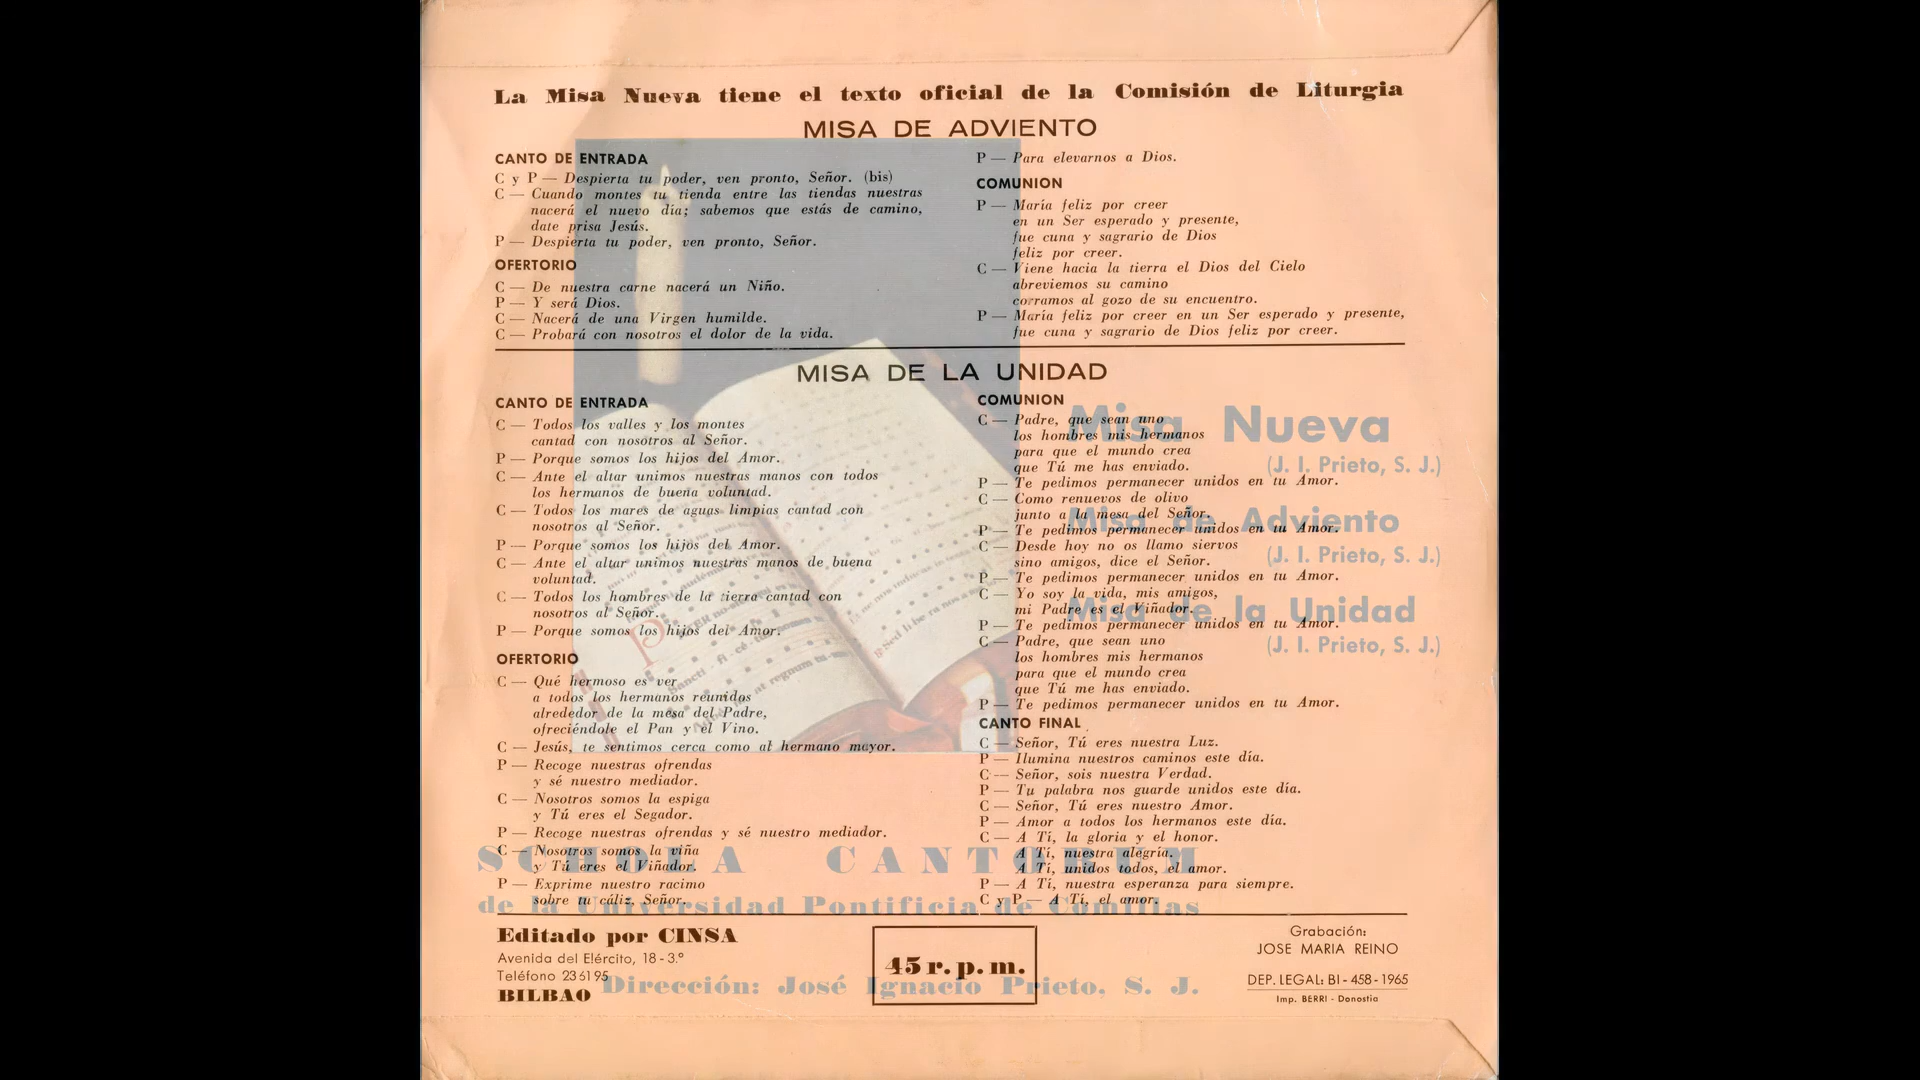 La Misa Nueva tiene el texto oficial de la Comisión de Liturgia
MISA DE ADVIENTO
CANTO DE ENTRADA
C y P — Despierta tu poder, ven pronto, Señor. (bis)
C — Cuando montes tu tienda entre las tiendas nuestras
nacerá el nuevo día; sabemos que estás de camino,
date prisa Jesús.
P — Despierta tu poder, ven pronto, Señor.
OFERTORIO
C — De nuestra carne nacerá un Niño.
P — Y será Dios.
C — Nacerá de una Virgen humilde.
C — Probará con nosotros el dolor de la vida.
P — Para elevarnos a Dios.
COMUNION
P — María feliz por creer
en un Ser esperado y presente,
fue cuna y sagrario de Dios
feliz por creer.
C — Viene hacia la tierra el Dios del Cielo
abreviemos su camino
corramos al gozo de su encuentro.
P — María feliz por creer en un Ser esperado y presente,
fue cuna y sagrario de Dios feliz por creer.
MISA DE LA UNIDAD
CANTO DE ENTRADA
C — Todos los valles y los montes
cantad con nosotros al Señor.
P — Porque somos los hijos del Amor.
C — Ante el altar unimos nuestras manos con todos
los hermanos de buena voluntad.
C — Todos los mares de aguas limpias cantad con
nosotros al Señor.
P — Porque somos los hijos del Amor.
C — Ante el altar unimos nuestras manos de buena
voluntad.
C — Todos los hombres de la tierra cantad con
nosotros al Señor.
P — Porque somos los hijos del Amor.
OFERTORIO
C — Qué hermoso es ver
a todos los hermanos reunidos
alrededor de la mesa del Padre,
ofreciéndole el Pan y el Vino.
C — Jesús, te sentimos cerca como al hermano mayor.
P — Recoge nuestras ofrendas
y sé nuestro mediador.
C — Nosotros somos la espiga
y Tú eres el Segador.
P — Recoge nuestras ofrendas y sé nuestro mediador.
C — Nosotros somos la viña
y Tú eres el Viñador.
P — Exprime nuestro racimo
sobre tu cáliz, Señor.
COMUNION
C — Padre, que sean uno
los hombres mis hermanos
para que el mundo crea
que Tú me has enviado.
P — Te pedimos permanecer unidos en tu Amor.
C — Como renuevos de olivo
junto a la mesa del Señor.
P — Te pedimos permanecer unidos en tu Amor.
C — Desde hoy no os llamo siervos
sino amigos, dice el Señor.
P — Te pedimos permanecer unidos en tu Amor.
C — Yo soy la vida, mis amigos,
mi Padre es el Viñador.
P — Te pedimos permanecer unidos en tu Amor.
C — Padre, que sean uno
los hombres mis hermanos
para que el mundo crea
que Tú me has enviado.
P — Te pedimos permanecer unidos en tu Amor.
CANTO FINAL
C — Señor, Tú eres nuestra Luz.
P — Ilumina nuestros caminos este día.
C — Señor, sois nuestra Verdad.
P — Tu palabra nos guarde unidos este día.
C — Señor, Tú eres nuestro Amor.
P — Amor a todos los hermanos este día.
C — A Tí, la gloria y el honor.
A Tí, nuestra alegría.
A Tí, unidos todos, el amor.
P — A Tí, nuestra esperanza para siempre.
C y P — A Tí, el amor.
Misa Nueva
(J. I. Prieto, S. J.)
Misa de Adviento
(J. I. Prieto, S. J.)
Misa de la Unidad
(J. I. Prieto, S. J.)
SCHOLA CANTORUM
de la Universidad Pontificia de Comillas
Dirección: José Ignacio Prieto, S. J.
Editado por CINSA
Avenida del Ejército, 18 - 3.º
Teléfono 23 61 95
BILBAO
45 r. p. m.
Grabación:
JOSE MARIA REINO
DEP. LEGAL: BI - 458 - 1965
Imp. BERRI - Donostia